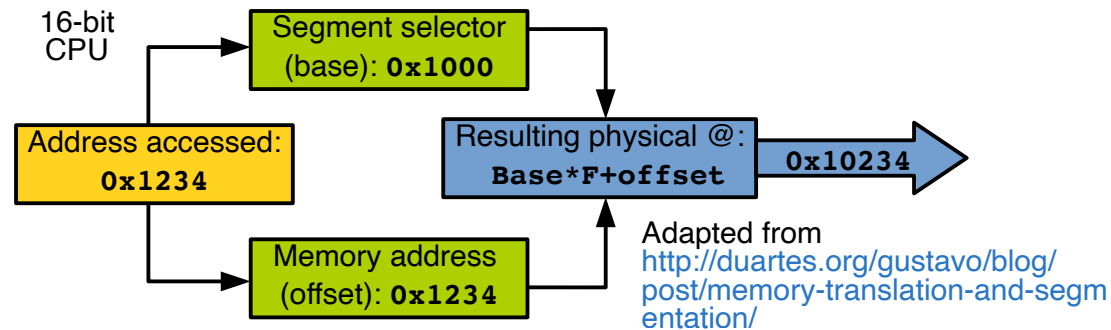 16-bit
CPU
Segment selector
(base): 0x1000
Address accessed:
0x1234
Resulting physical @:
Base*F+offset
0x10234
Memory address
(offset): 0x1234
Adapted from
http://duartes.org/gustavo/blog/
post/memory-translation-and-segm
entation/